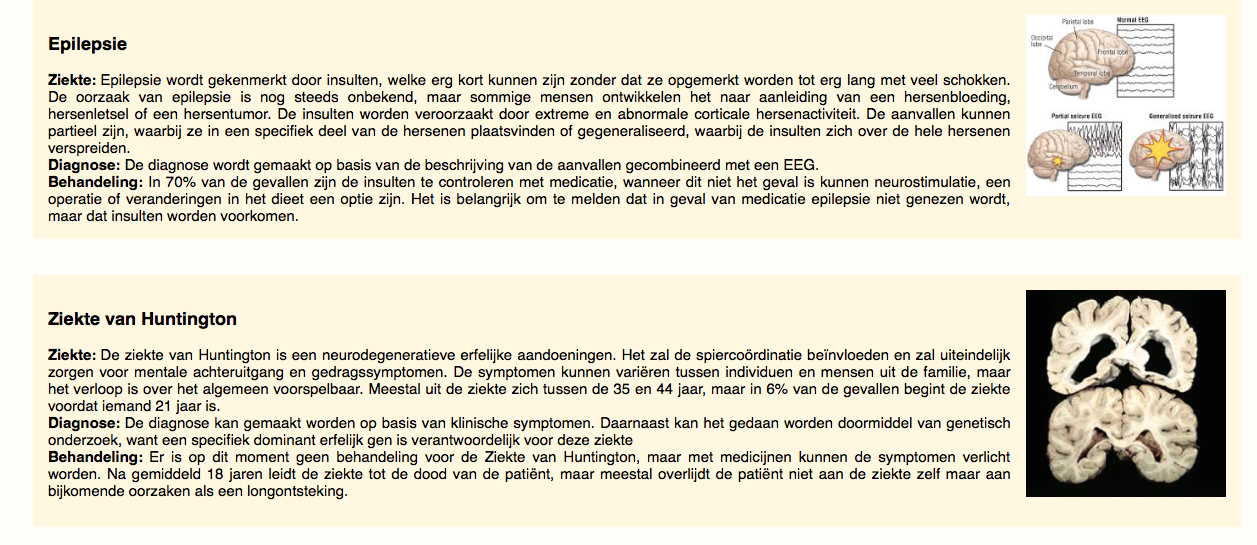 Epilepsie
Ziekte: Epilepsie wordt gekenmerkt door insulten, welke erg kort kunnen zijn zonder dat ze opgemerkt worden tot erg lang met veel schokken.
De oorzaak van epilepsie is nog steeds onbekend, maar sommige mensen ontwikkelen het naar aanleiding van een hersenbloeding,
hersenletsel of een hersentumor. De insulten worden veroorzaakt door extreme en abnormale corticale hersenactiviteit. De aanvallen kunnen
partieel zijn, waarbij ze in een specifiek deel van de hersenen plaatsvinden of gegeneraliseerd, waarbij de insulten zich over de hele hersenen
verspreiden.
Diagnose: De diagnose wordt gemaakt op basis van de beschrijving van de aanvallen gecombineerd met een EEG.
Behandeling: In 70% van de gevallen zijn de insulten te controleren met medicatie, wanneer dit niet het geval is kunnen neurostimulatie, een
operatie of veranderingen in het dieet een optie zijn. Het is belangrijk om te melden dat in geval van medicatie epilepsie niet genezen wordt,
maar dat insulten worden voorkomen.
Normal EEG
Parietal lobe
Occipital
lobe
Frontal lobe
Temporal lobe
Cerebellum
Partial seizure EEG
Generalized seizure EEG
Ziekte van Huntington
Ziekte: De ziekte van Huntington is een neurodegeneratieve erfelijke aandoeningen. Het zal de spiercoördinatie beïnvloeden en zal uiteindelijk
zorgen voor mentale achteruitgang en gedragssymptomen. De symptomen kunnen variëren tussen individuen en mensen uit de familie, maar
het verloop is over het algemeen voorspelbaar. Meestal uit de ziekte zich tussen de 35 en 44 jaar, maar in 6% van de gevallen begint de ziekte
voordat iemand 21 jaar is.
Diagnose: De diagnose kan gemaakt worden op basis van klinische symptomen. Daarnaast kan het gedaan worden doormiddel van genetisch
onderzoek, want een specifiek dominant erfelijk gen is verantwoordelijk voor deze ziekte
Behandeling: Er is op dit moment geen behandeling voor de Ziekte van Huntington, maar met medicijnen kunnen de symptomen verlicht
worden. Na gemiddeld 18 jaren leidt de ziekte tot de dood van de patiënt, maar meestal overlijdt de patiënt niet aan de ziekte zelf maar aan
bijkomende oorzaken als een longontsteking.